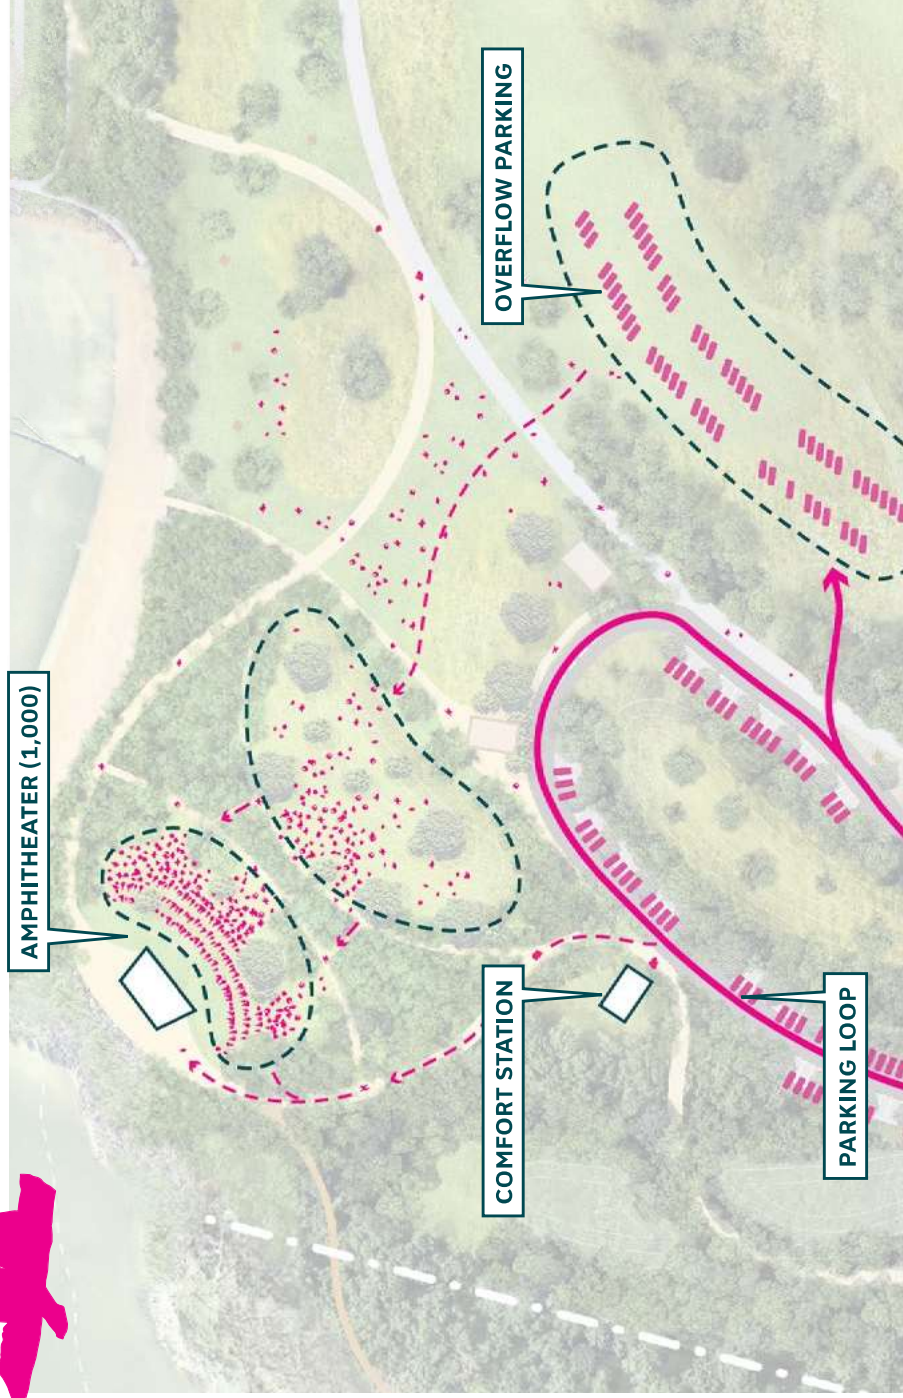 AMPHITHEATER (1,000)
OVERFLOW PARKING
COMFORT STATION
PARKING LOOP